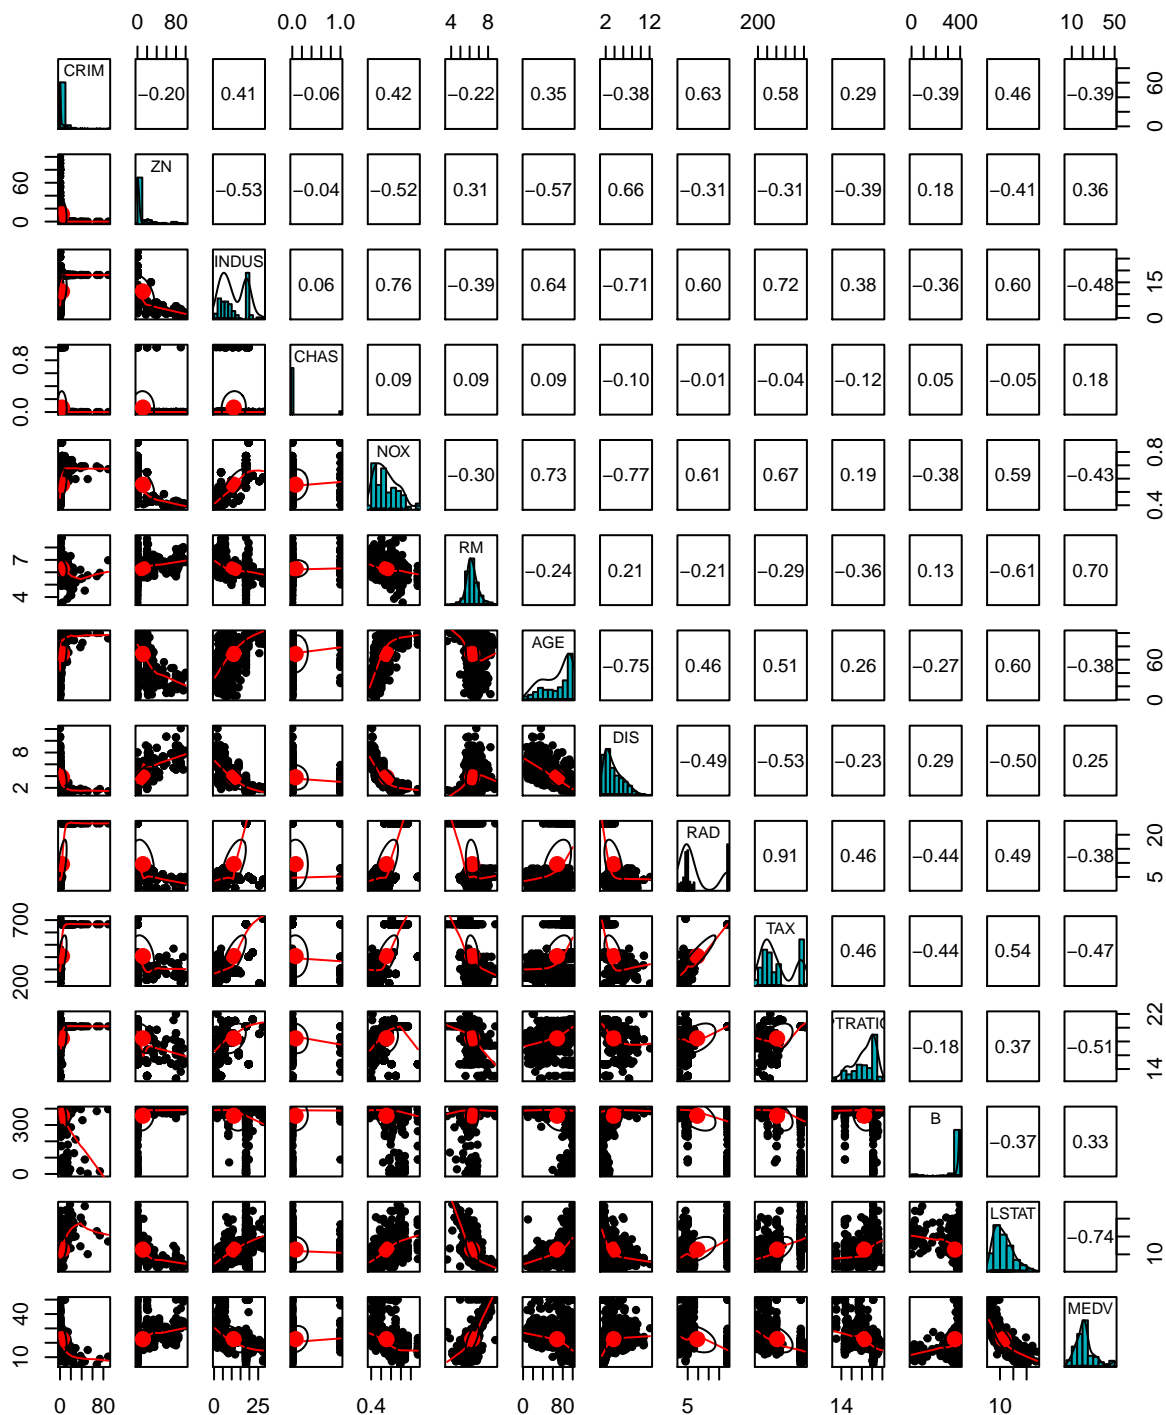 0 80 0.0 1.0 4 8 2 12 200 0 400 10 50
CRIM −0.20 0.41 −0.06 0.42 −0.22 0.35 −0.38 0.63 0.58 0.29 −0.39 0.46 −0.39 0 60
0 60 ZN −0.53 −0.04 −0.52 0.31 −0.57 0.66 −0.31 −0.31 −0.39 0.18 −0.41 0.36
INDUS 0.06 0.76 −0.39 0.64 −0.71 0.60 0.72 0.38 −0.36 0.60 −0.48 0 15
0.0 0.8 CHAS 0.09 0.09 0.09 −0.10 −0.01 −0.04 −0.12 0.05 −0.05 0.18
NOX −0.30 0.73 −0.77 0.61 0.67 0.19 −0.38 0.59 −0.43 0.4 0.8
4 7 RM −0.24 0.21 −0.21 −0.29 −0.36 0.13 −0.61 0.70
AGE −0.75 0.46 0.51 0.26 −0.27 0.60 −0.38 0 60
2 8 DIS −0.49 −0.53 −0.23 0.29 −0.50 0.25
RAD 0.91 0.46 −0.44 0.49 −0.38 5 20
200 700 TAX 0.46 −0.44 0.54 −0.47
PTRATIO −0.18 0.37 −0.51 14 22
0 300 B −0.37 0.33
LSTAT −0.74 10
10 40 MEDV
0 80 0 25 0.4 0 80 5 14 10